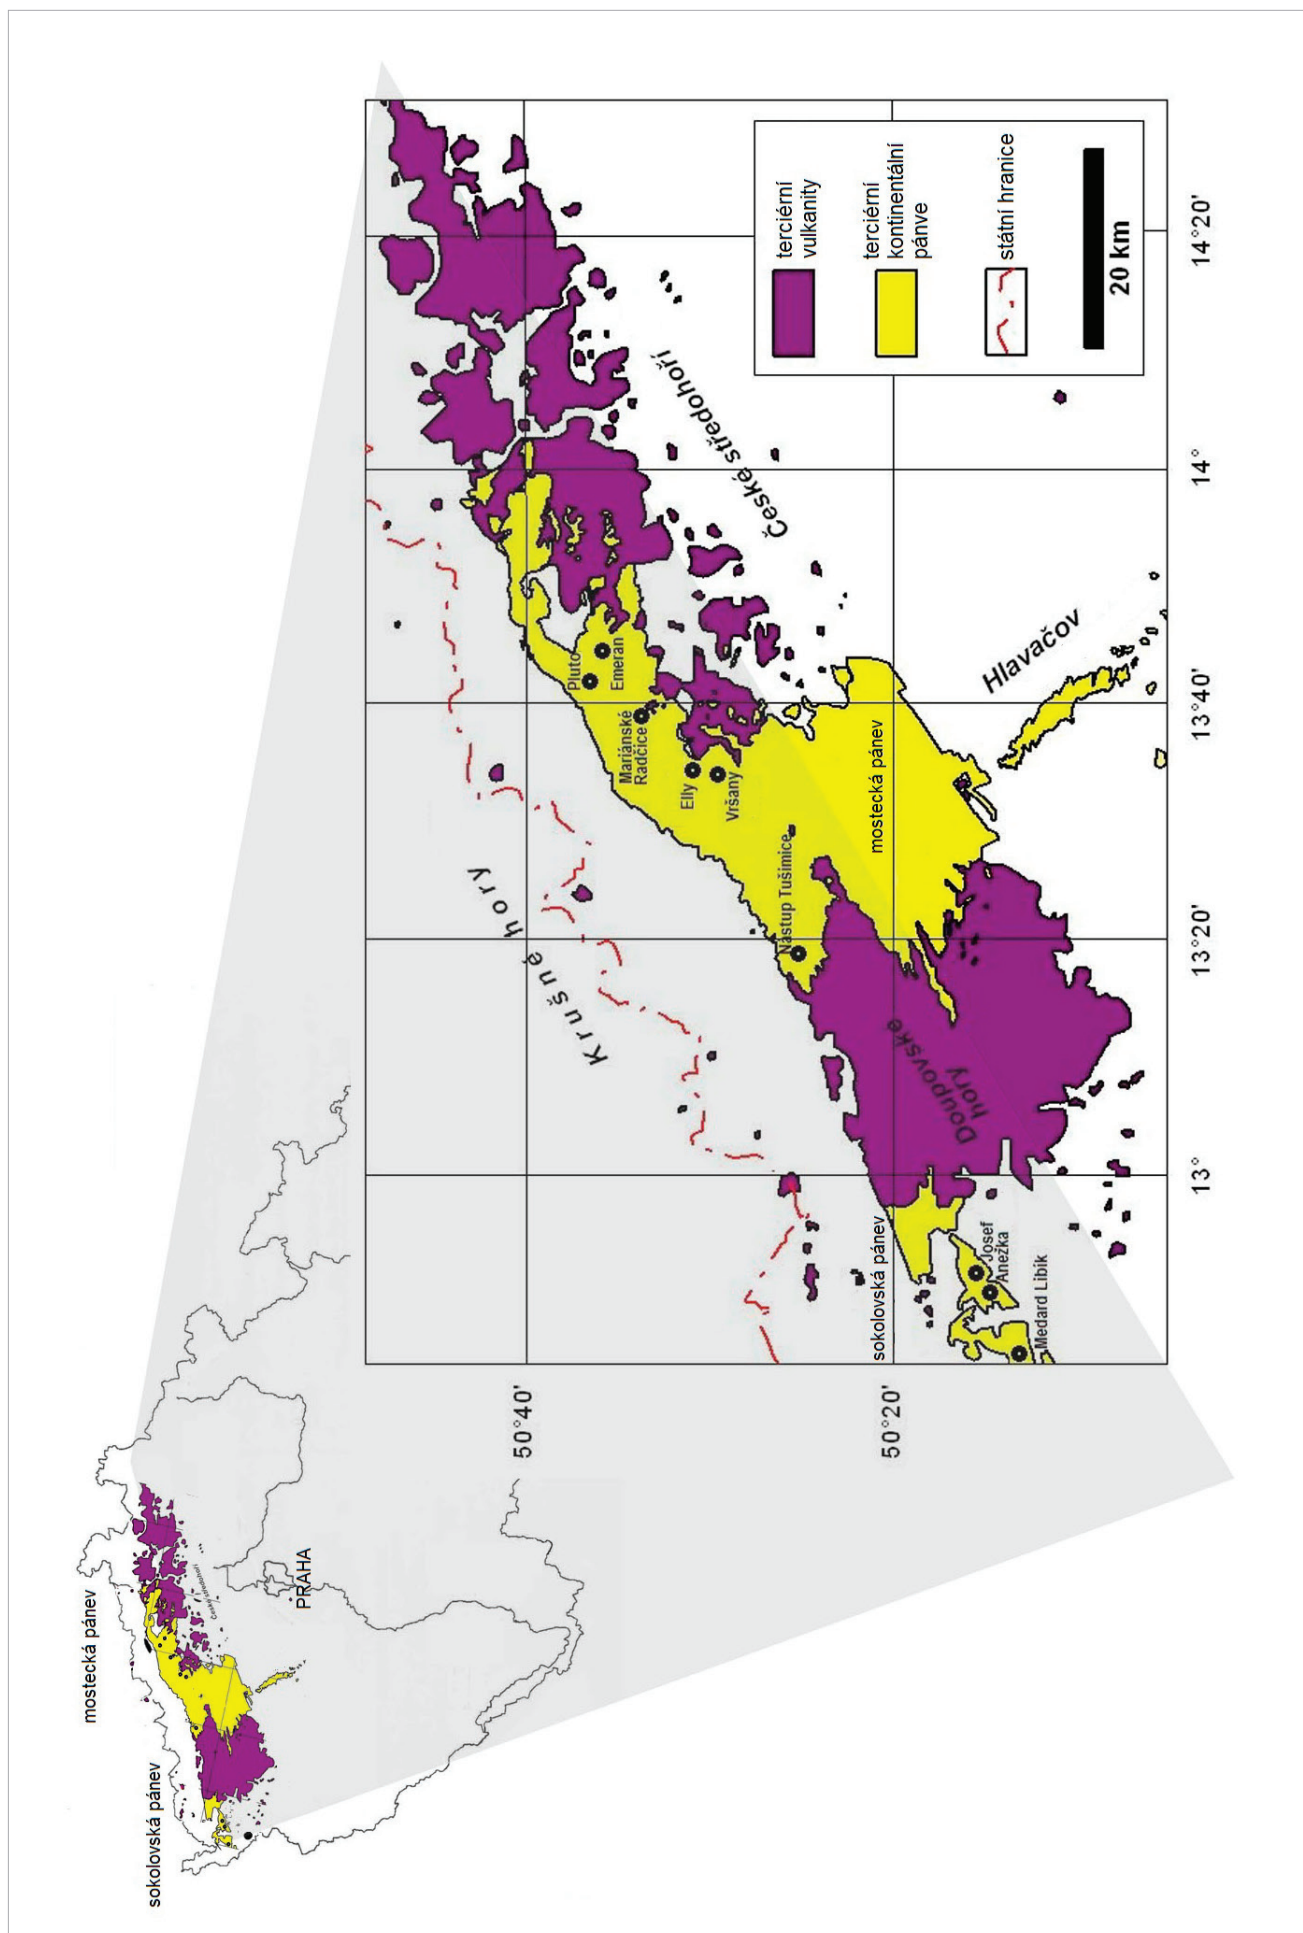 mostecká pánev
sokolovská pánev
PRAHA
České středohoří
50°40'
50°20'
Krušné hory
České středohoří
Doupovské
hory
Hlavačov
sokolovská pánev
mostecká pánev
Pluto
Emeran
Mariánské
Radčice
Elly
Vršany
Nástup Tušimice
Josef
Anežka
Medard Libík
13°
13°20'
13°40'
14°
14°20'
terciérní
vulkanity
terciérní
kontinentální
pánve
státní hranice
20 km